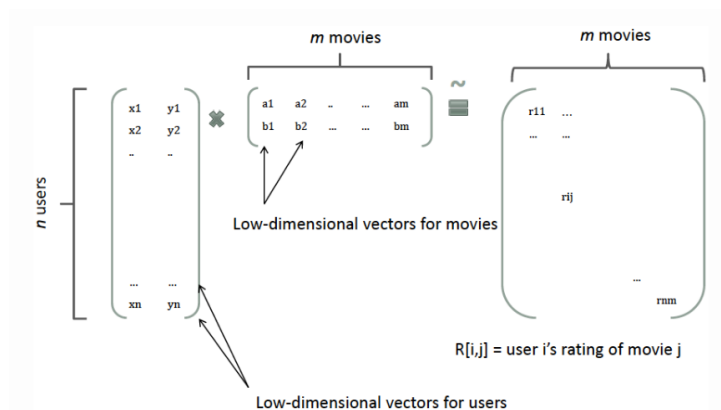 m movies
m movies
n users
x1 y1
x2 y2
.. ..
... ...
xn yn
✖
a1 a2 .. ... am
b1 b2 ... ... bm
~
=
r11 ...
... ...
rij
...
rnm
Low-dimensional vectors for movies
R[i,j] = user i's rating of movie j
Low-dimensional vectors for users